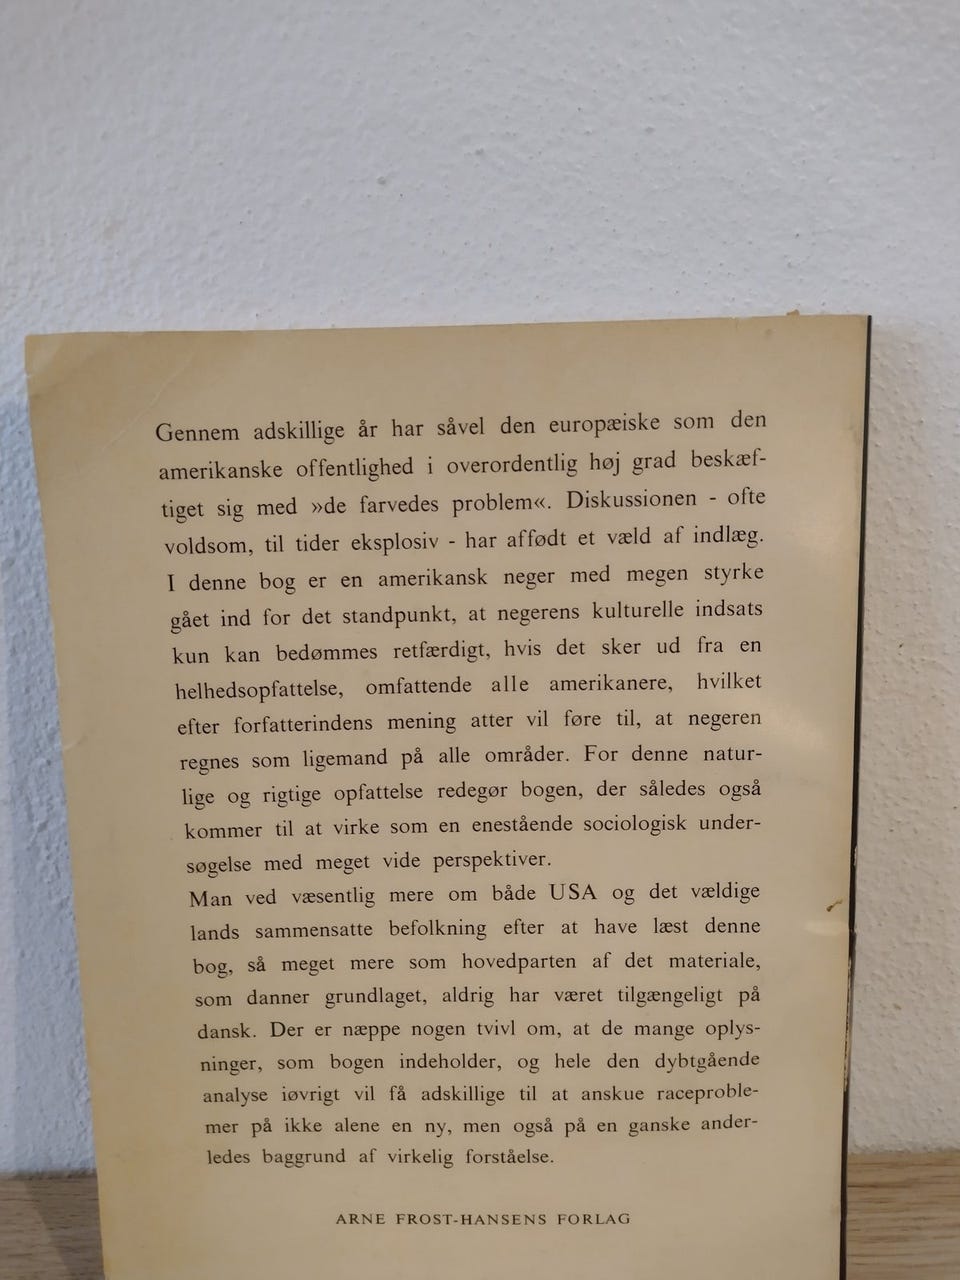 Gennem adskillige år har såvel den europæiske som den
amerikanske offentlighed i overordentlig høj grad beskæf-
tiget sig med »de farvedes problem«. Diskussionen - ofte
voldsom, til tider eksplosiv - har affødt et væld af indlæg.
I denne bog er en amerikansk neger med megen styrke
gået ind for det standpunkt, at negerens kulturelle indsats
kun kan bedømmes retfærdigt, hvis det sker ud fra en
helhedsopfattelse, omfattende alle amerikanere, hvilket
efter forfatterindens mening atter vil føre til, at negeren
regnes som ligemand på alle områder. For denne natur-
lige og rigtige opfattelse redegør bogen, der således også
kommer til at virke som en enestående sociologisk under-
søgelse med meget vide perspektiver.
Man ved væsentlig mere om både USA og det vældige
lands sammensatte befolkning efter at have læst denne
bog, så meget mere som hovedparten af det materiale,
som danner grundlaget, aldrig har været tilgængeligt på
dansk. Der er næppe nogen tvivl om, at de mange oplys-
ninger, som bogen indeholder, og hele den dybtgående
analyse iøvrigt vil få adskillige til at anskue raceproble-
mer på ikke alene en ny, men også på en ganske ander-
ledes baggrund af virkelig forståelse.
ARNE FROST-HANSENS FORLAG